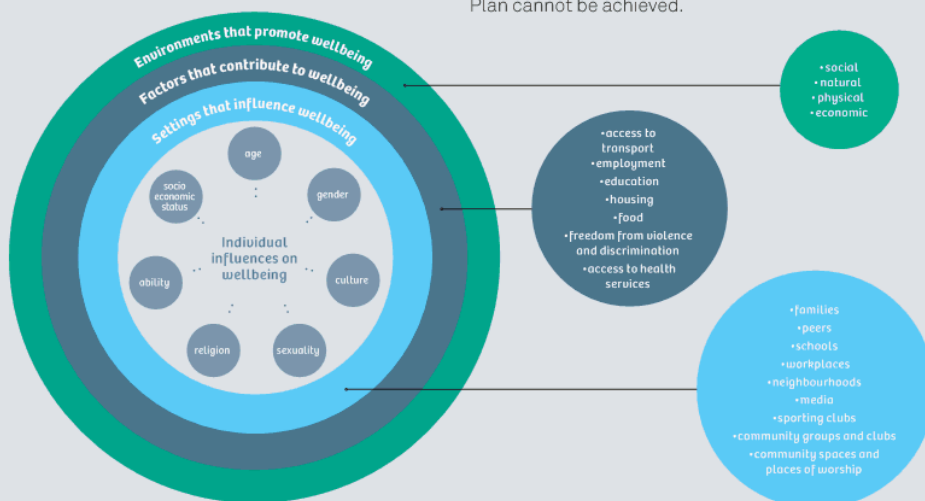 Plan cannot be achieved.
Environments that promote wellbeing
Factors that contribute to wellbeing
Settings that influence wellbeing
age
gender
culture
sexuality
religion
ability
socio
economic
status
Individual
influences on
wellbeing
•social
•natural
•physical
•economic
•access to
transport
•employment
•education
•housing
•food
•freedom from violence
and discrimination
•access to health
services
•families
•peers
•schools
•workplaces
•neighbourhoods
•media
•sporting clubs
•community groups and clubs
•community spaces and
places of worship